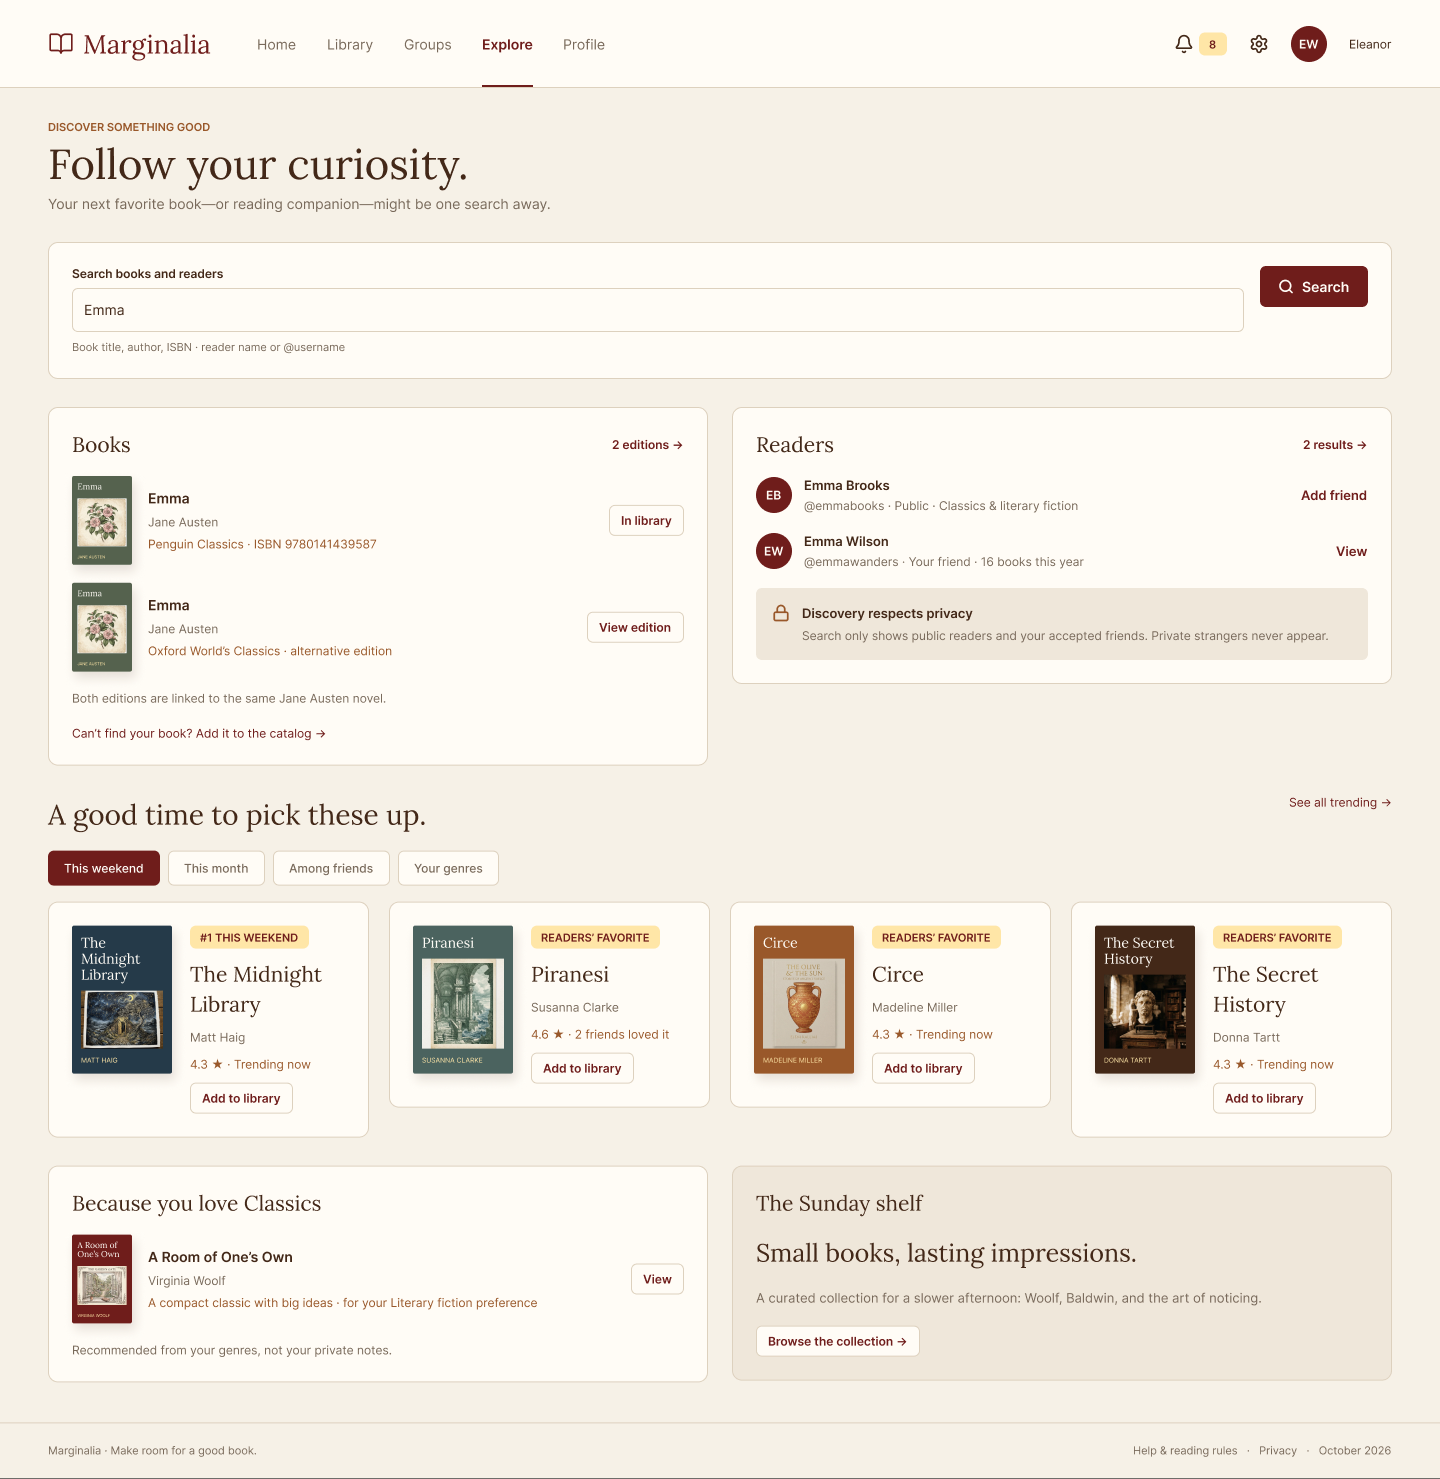 Marginalia
Home
Library
Groups
Explore
Profile
8
EW
Eleanor
DISCOVER SOMETHING GOOD
Follow your curiosity.
Your next favorite book—or reading companion—might be one search away.
Search books and readers
Emma
Search
Book title, author, ISBN · reader name or @username
Books
2 editions →
Emma
JANE AUSTEN
Emma
Jane Austen
Penguin Classics · ISBN 9780141439587
In library
Emma
JANE AUSTEN
Emma
Jane Austen
Oxford World’s Classics · alternative edition
View edition
Both editions are linked to the same Jane Austen novel.
Can’t find your book? Add it to the catalog →
Readers
2 results →
EB
Emma Brooks
@emmabooks · Public · Classics & literary fiction
Add friend
EW
Emma Wilson
@emmawanders · Your friend · 16 books this year
View
Discovery respects privacy
Search only shows public readers and your accepted friends. Private strangers never appear.
A good time to pick these up.
See all trending →
This weekend
This month
Among friends
Your genres
The
Midnight
Library
MATT HAIG
#1 THIS WEEKEND
The Midnight
Library
Matt Haig
4.3 ★ · Trending now
Add to library
Piranesi
SUSANNA CLARKE
READERS’ FAVORITE
Piranesi
Susanna Clarke
4.6 ★ · 2 friends loved it
Add to library
Circe
THE OLIVE
& THE SUN
MADELINE MILLER
READERS’ FAVORITE
Circe
Madeline Miller
4.3 ★ · Trending now
Add to library
The Secret
History
DONNA TARTT
READERS’ FAVORITE
The Secret
History
Donna Tartt
4.3 ★ · Trending now
Add to library
Because you love Classics
A Room of
One’s Own
VIRGINIA WOOLF
A Room of One’s Own
Virginia Woolf
A compact classic with big ideas · for your Literary fiction preference
View
Recommended from your genres, not your private notes.
The Sunday shelf
Small books, lasting impressions.
A curated collection for a slower afternoon: Woolf, Baldwin, and the art of noticing.
Browse the collection →
Marginalia · Make room for a good book.
Help & reading rules · Privacy · October 2026